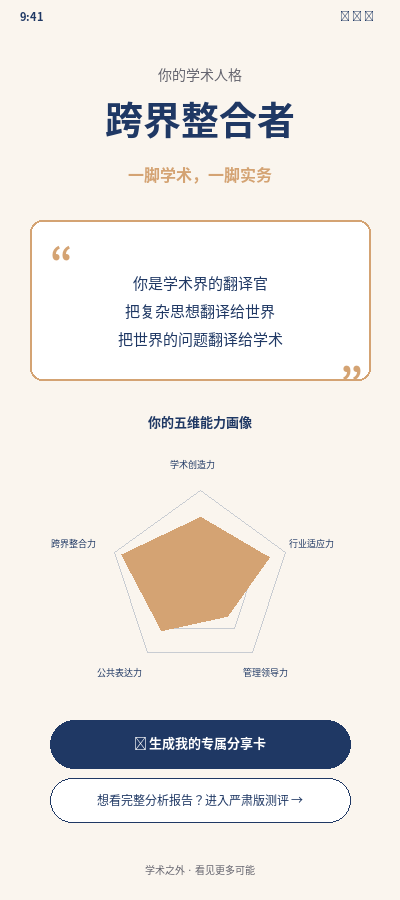 9:41
你的学术人格
跨界整合者
一脚学术，一脚实务
“
你是学术界的翻译官
把复杂思想翻译给世界
把世界的问题翻译给学术
”
你的五维能力画像
学术创造力
跨界整合力
行业适应力
公共表达力
管理领导力
生成我的专属分享卡
想看完整分析报告？进入严肃版测评→
学术之外 · 看见更多可能